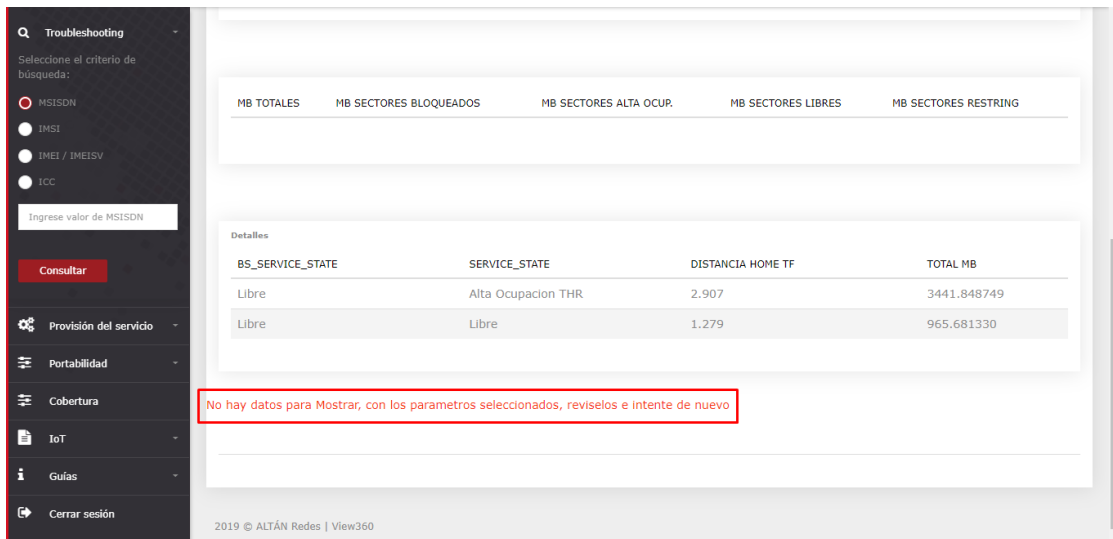 Troubleshooting
Seleccione el criterio de
búsqueda:
MSISDN
IMSI
IMEI / IMEISV
ICC
Ingrese valor de MSISDN
Consultar
Provisión del servicio
Portabilidad
Cobertura
IoT
Guías
Cerrar sesión
MB TOTALES MB SECTORES BLOQUEADOS MB SECTORES ALTA OCUP. MB SECTORES LIBRES MB SECTORES RESTRING
Detalles
BS_SERVICE_STATE SERVICE_STATE DISTANCIA HOME TF TOTAL MB
Libre Alta Ocupacion THR 2.907 3441.848749
Libre Libre 1.279 965.681330
No hay datos para Mostrar, con los parametros seleccionados, reviselos e intente de nuevo
2019 © ALTÁN Redes | View360